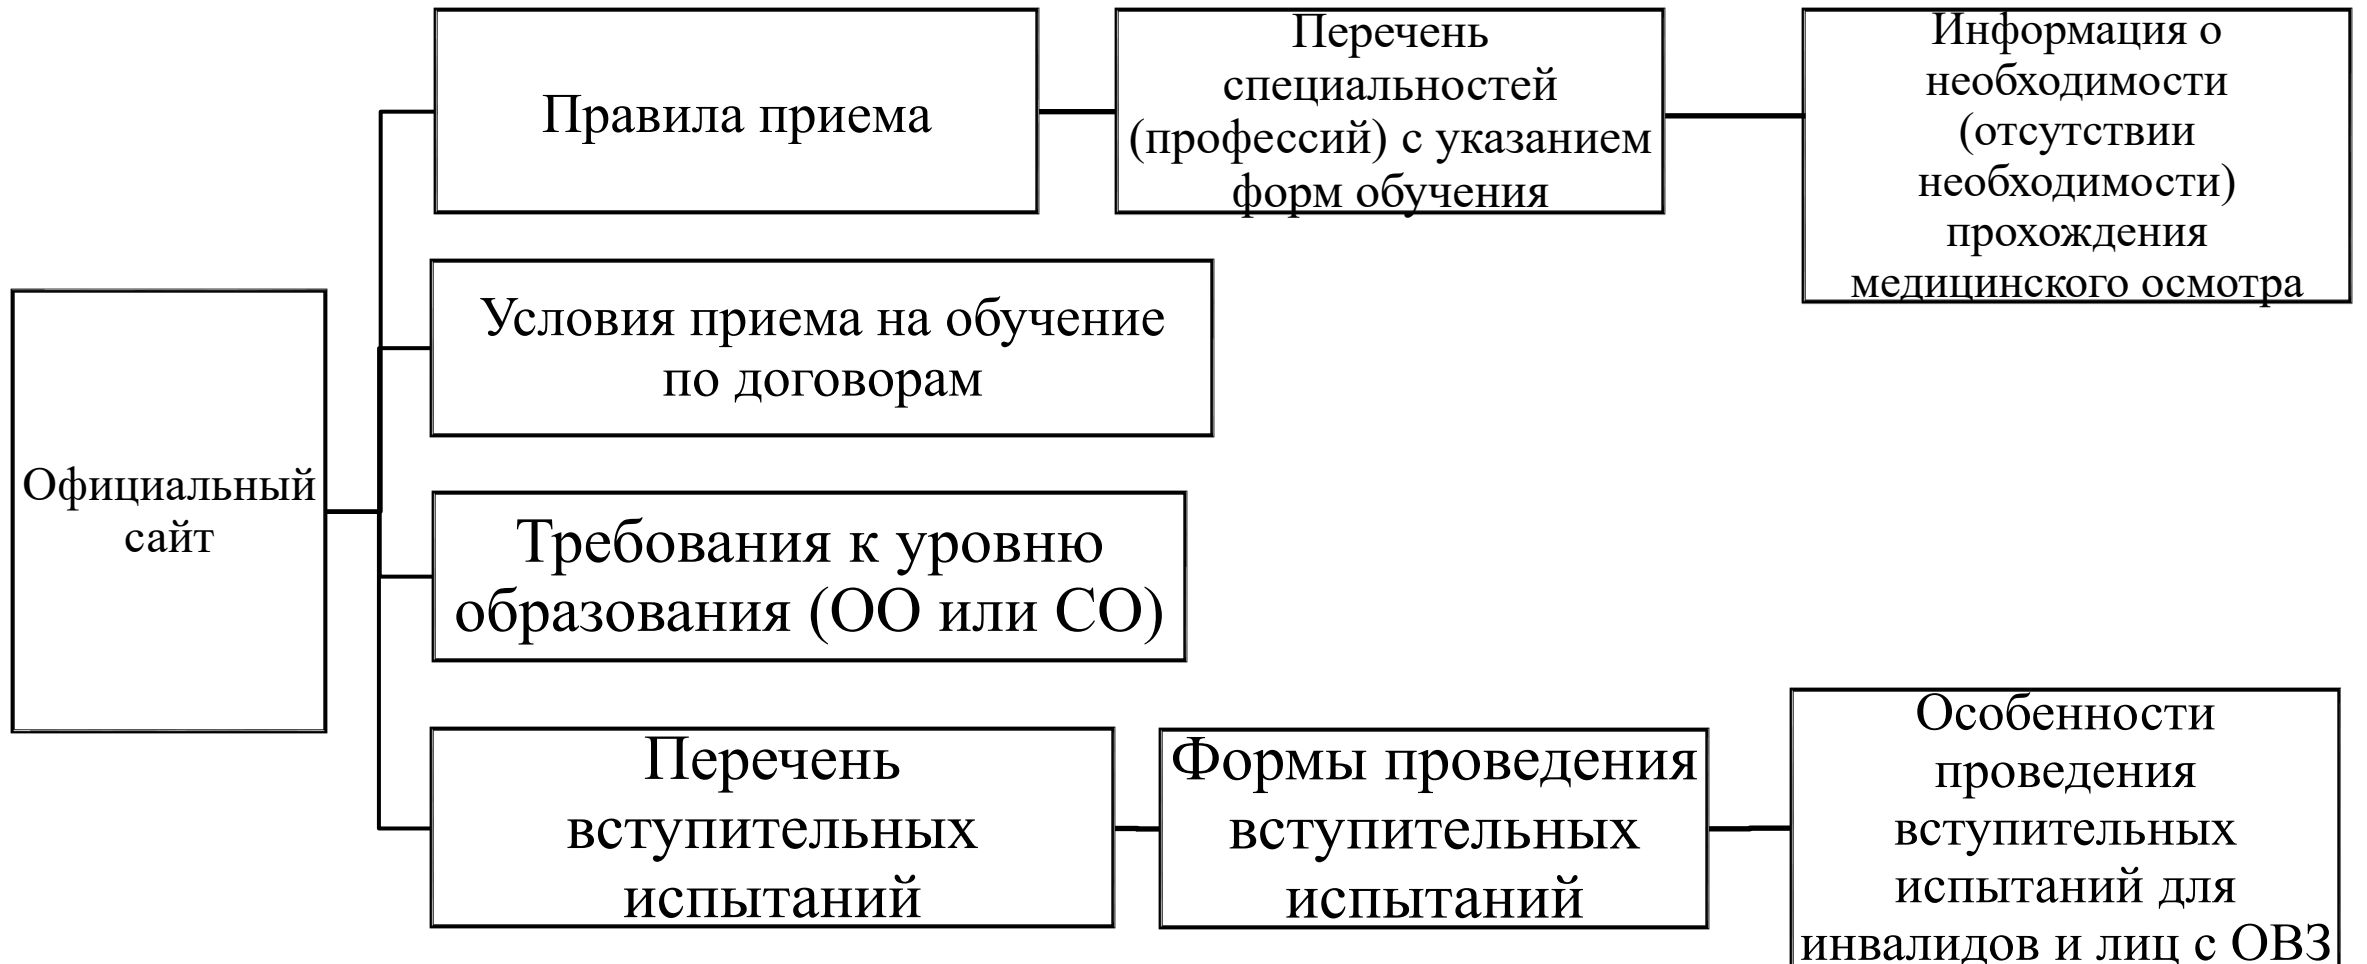 Официальный
сайт
Правила приема
Перечень
специальностей
(профессий) с указанием
форм обучения
Информация о
необходимости
(отсутствии
необходимости)
прохождения
медицинского осмотра
Условия приема на обучение
по договорам
Требования к уровню
образования (ОО или СО)
Перечень
вступительных
испытаний
Формы проведения
вступительных
испытаний
Особенности
проведения
вступительных
испытаний для
инвалидов и лиц с ОВЗ